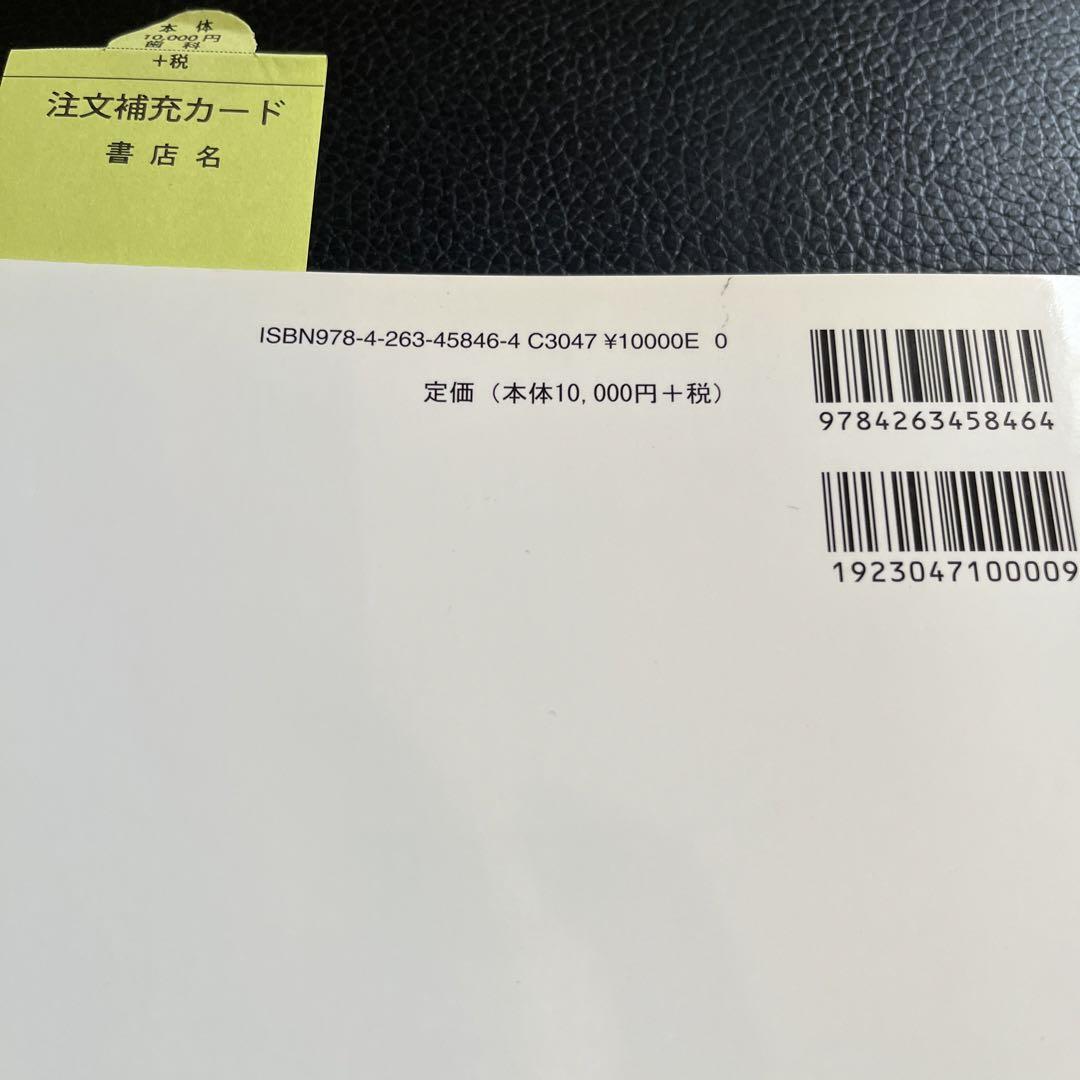 本 体
10,000円
歯 科
+税
注文補充カード
書 店 名
ISBN978-4-263-45846-4 C3047 ¥10000E 0
定価（本体10,000円＋税）
9784263458464
1923047100009